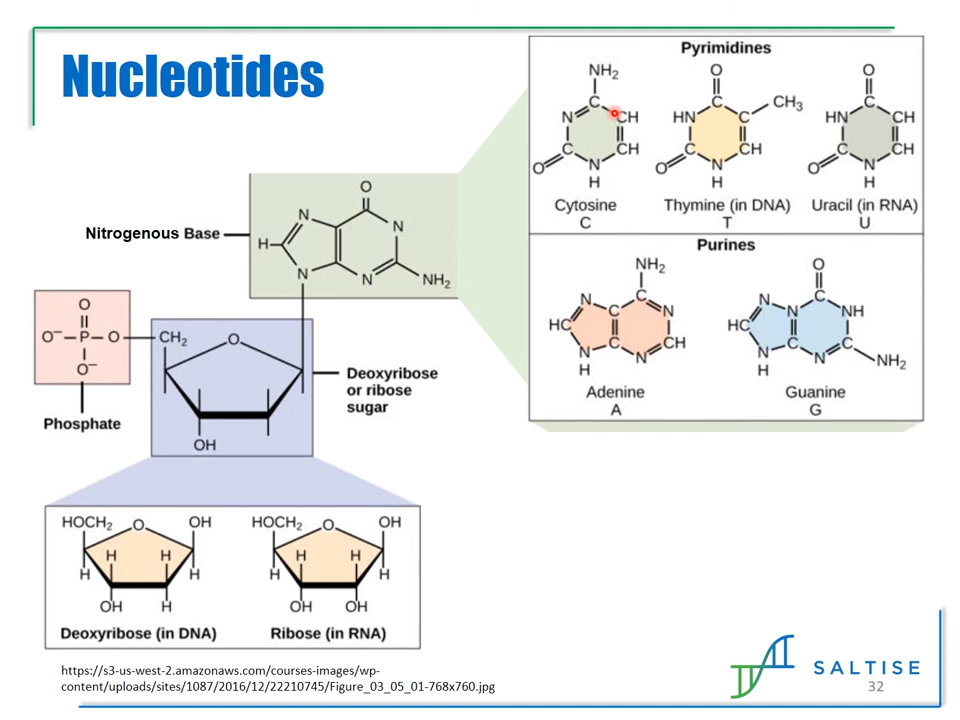 Nucleotides
Pyrimidines
NH₂
N
C
CH
CH
N
H
C
O
Cytosine
C
O
C
CH₃
HN
C
CH
N
H
C
O
Thymine (in DNA)
T
O
C
HN
CH
CH
N
H
C
O
Uracil (in RNA)
U
Purines
NH₂
C
N
C
N
HC
CH
C
N
N
H
Adenine
A
O
C
N
N
NH
HC
C
C
N
N
H
NH₂
Guanine
G
Nitrogenous Base
O
N
N
H
N
N
NH₂
O
O⁻
P
O
O⁻
Phosphate
CH₂
O
OH
Deoxyribose
or ribose
sugar
HOCH₂
O
OH
H
H
H
H
OH
H
Deoxyribose (in DNA)
HOCH₂
O
OH
H
H
H
H
OH
OH
Ribose (in RNA)
https://s3-us-west-2.amazonaws.com/courses-images/wp-
content/uploads/sites/1087/2016/12/22210745/Figure_03_05_01-768x760.jpg
SALTISE
32